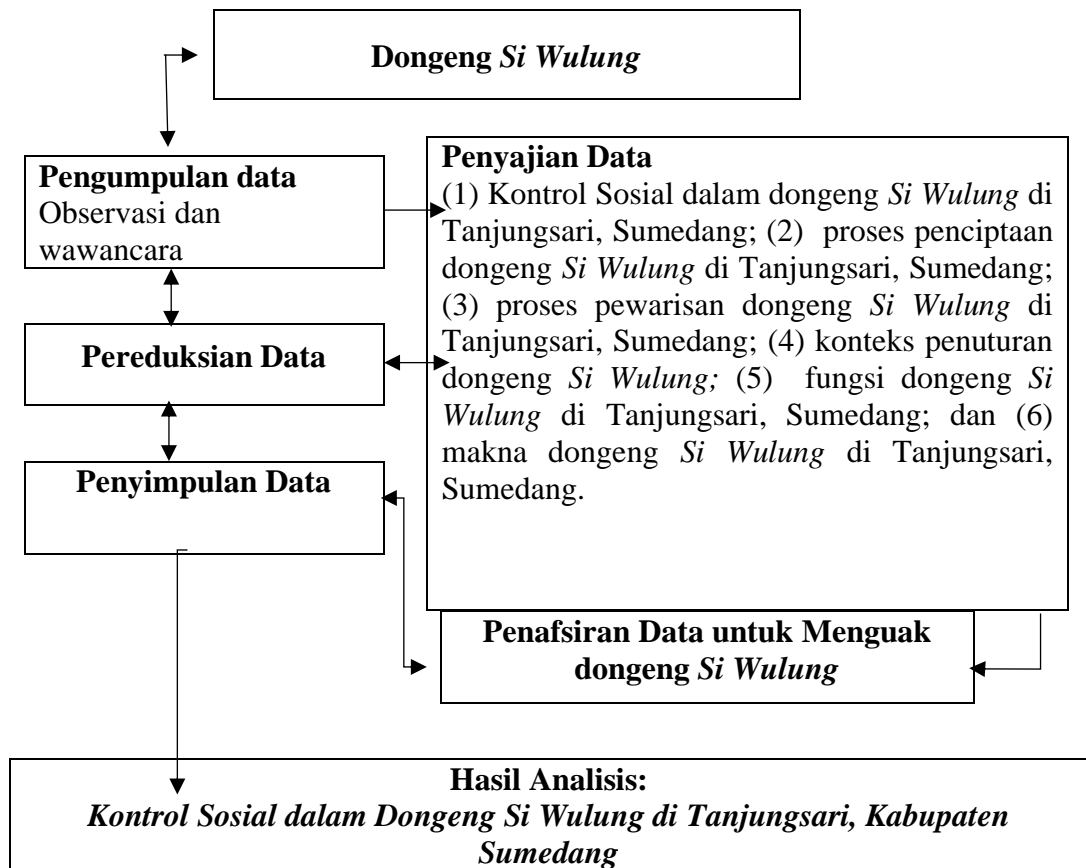 Dongeng Si Wulung
Pengumpulan data
Observasi dan
wawancara
Penyajian Data
(1) Kontrol Sosial dalam dongeng Si Wulung di
Tanjungsari, Sumedang; (2) proses penciptaan
dongeng Si Wulung di Tanjungsari, Sumedang;
(3) proses pewarisan dongeng Si Wulung di
Tanjungsari, Sumedang; (4) konteks penuturan
dongeng Si Wulung; (5) fungsi dongeng Si
Wulung di Tanjungsari, Sumedang; dan (6)
makna dongeng Si Wulung di Tanjungsari,
Sumedang.
Pereduksian Data
Penyimpulan Data
Penafsiran Data untuk Menguak
dongeng Si Wulung
Hasil Analisis:
Kontrol Sosial dalam Dongeng Si Wulung di Tanjungsari, Kabupaten
Sumedang